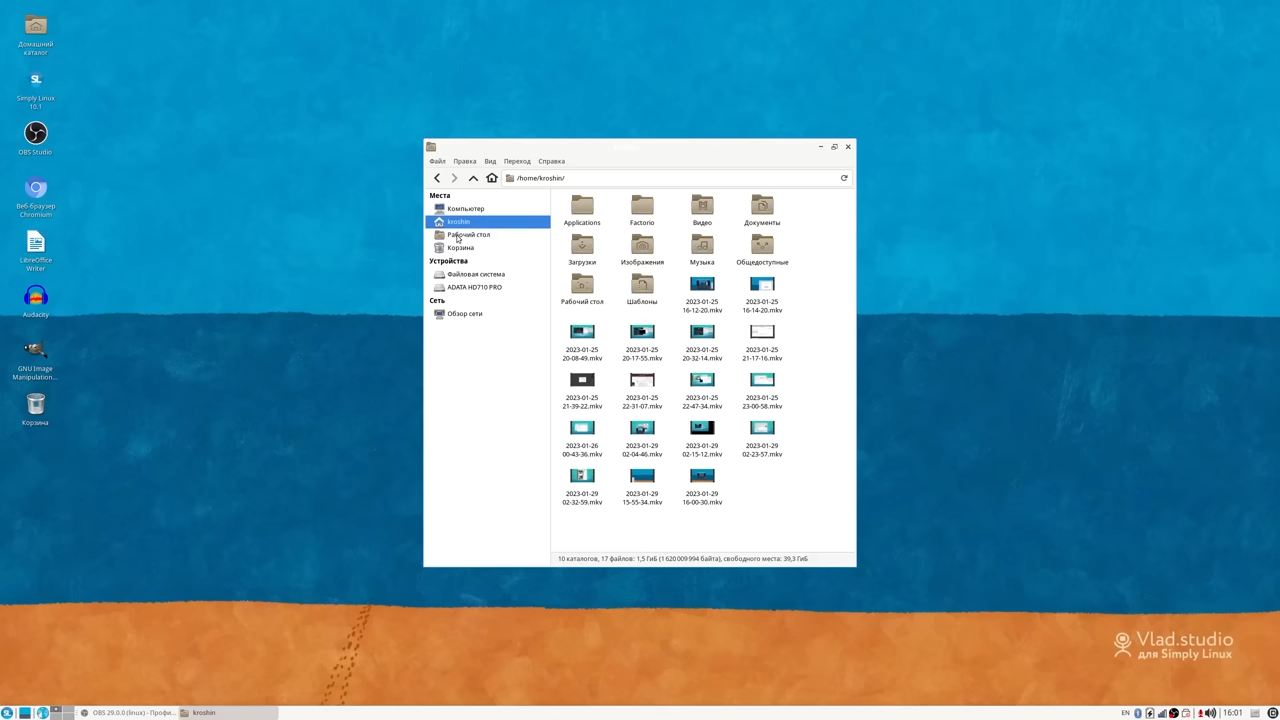 Домашний
каталог
Simply Linux
10.1
OBS Studio
Веб-браузер
Chromium
LibreOffice
Writer
Audacity
GNU Image
Manipulation...
Корзина
Файл Правка Вид Переход Справка
/home/kroshin/
Места
Компьютер
kroshin
Рабочий стол
Корзина
Устройства
Файловая система
ADATA HD710 PRO
Сеть
Обзор сети
Applications Factorio Видео Документы
Загрузки Изображения Музыка Общедоступные
Рабочий стол Шаблоны 2023-01-25 2023-01-25
16-12-20.mkv 16-14-20.mkv
2023-01-25 2023-01-25 2023-01-25 2023-01-25
20-08-49.mkv 20-17-55.mkv 20-32-14.mkv 21-17-16.mkv
2023-01-25 2023-01-25 2023-01-25 2023-01-25
21-39-22.mkv 22-31-07.mkv 22-47-34.mkv 23-00-58.mkv
2023-01-26 2023-01-29 2023-01-29 2023-01-29
00-43-36.mkv 02-04-46.mkv 02-15-12.mkv 02-23-57.mkv
2023-01-29 2023-01-29 2023-01-29
02-32-59.mkv 15-55-34.mkv 16-00-30.mkv
10 каталогов, 17 файлов: 1,5 ГиБ (1 620 009 994 байта), свободного места: 39,3 ГиБ
Vlad.studio
для Simply Linux
OBS 29.0.0 (linux) - Профи... kroshin EN 16:01